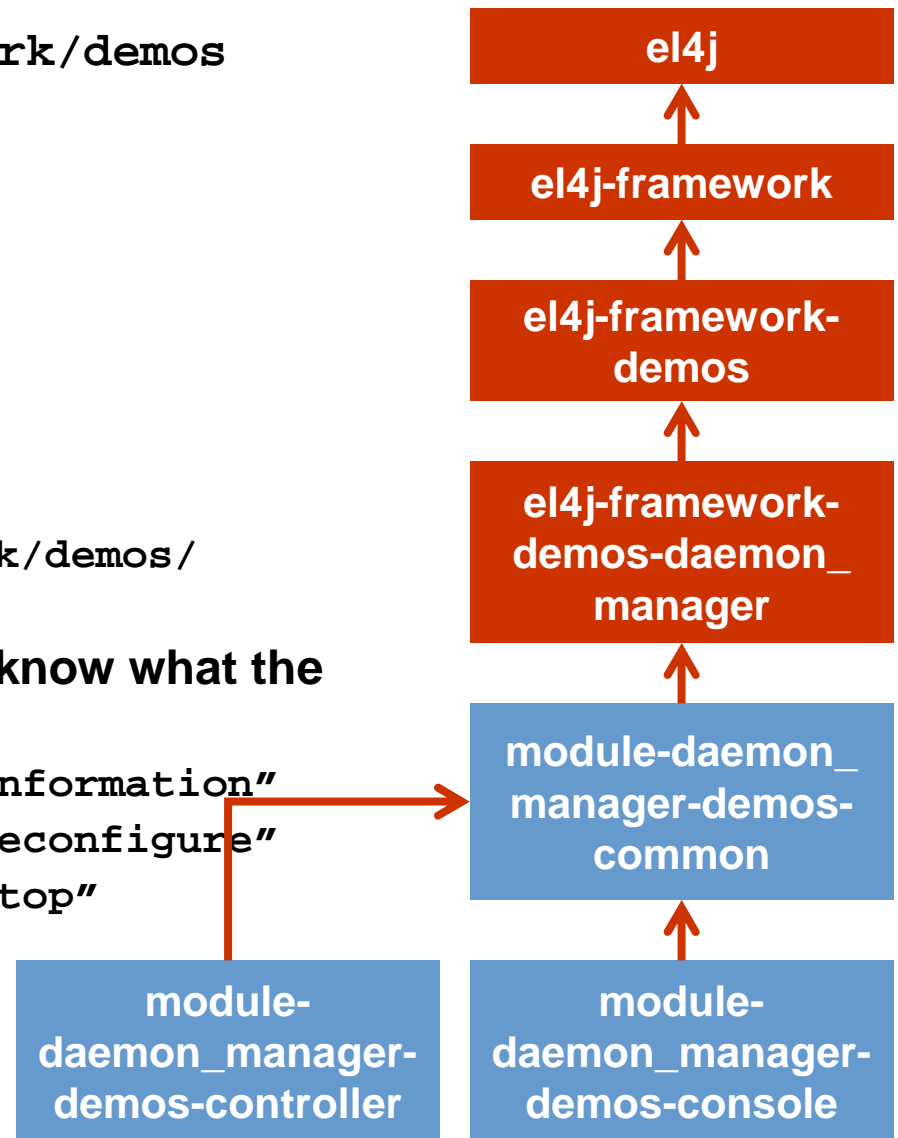 rk/demos
k/demos/
know what the
nformation”
econfigure”
top”
el4j
el4j-framework
el4j-framework-
demos
el4j-framework-
demos-daemon_
manager
module-daemon_
manager-demos-
common
module-
daemon_manager-
demos-controller
module-
daemon_manager-
demos-console